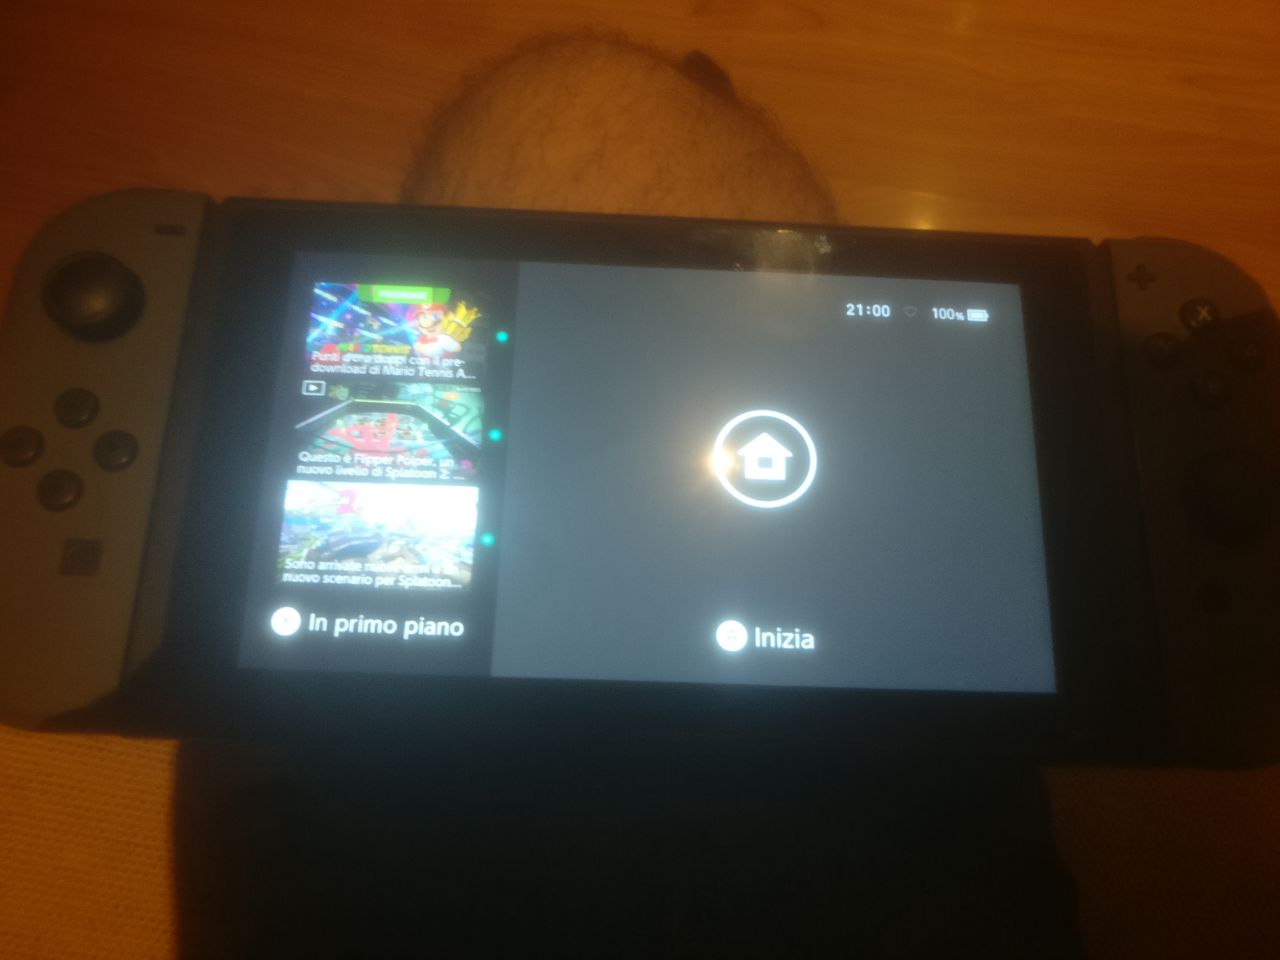 21:00
100%
Punti d'oro doppi con il pre-
download di Mario Tennis A...
Questo è Flipper Polper, un
nuovo livello di Splatoon 2: ...
Sono arrivate nuove armi e un
nuovo scenario per Splatoon...
In primo piano
A Inizia
X